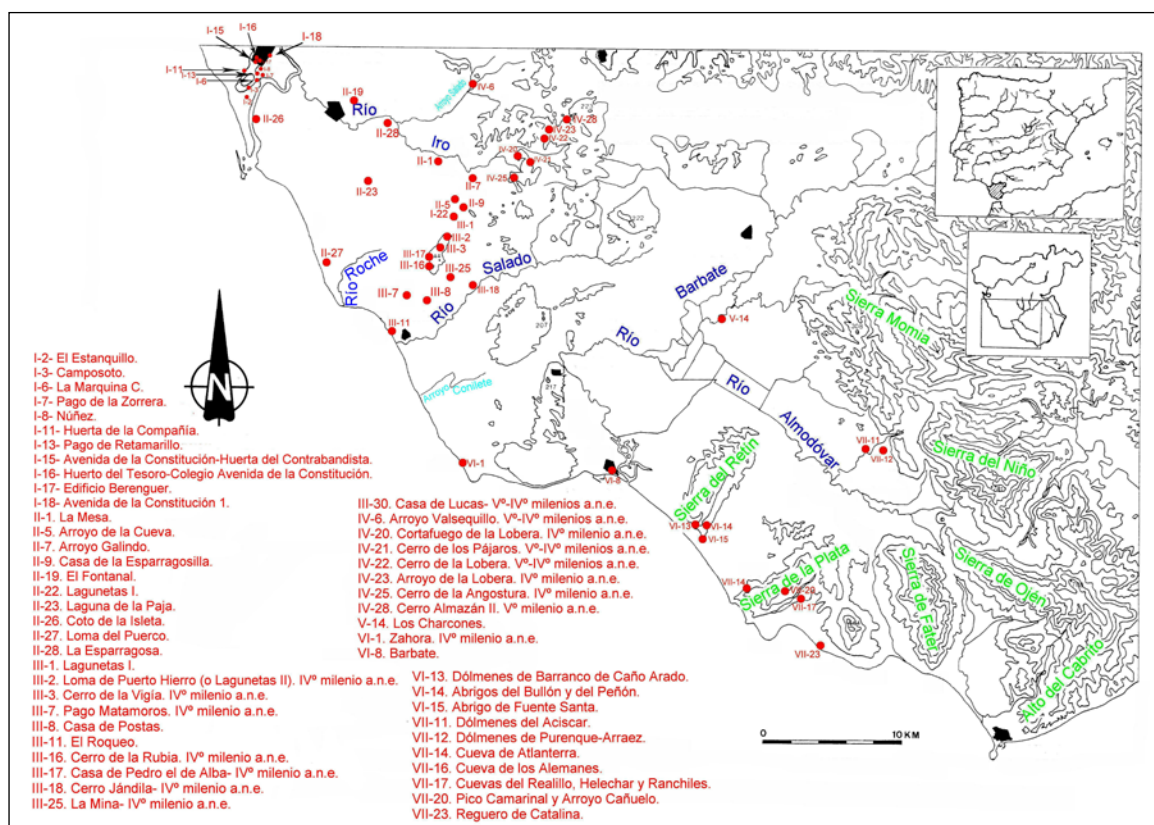 I-16
I-15
I-18
I-11
I-13
I-6
II-26
II-19
Río
Arroyo Salado
IV-6
II-28
Iro
IV-28
IV-23
IV-22
II-1
IV-20
IV-21
II-23
II-7
IV-25
II-5
II-9
I-22
III-1
222
III-2
III-3
III-17
III-16
II-27
Roche
Río
III-25
Salado
III-18
III-7
III-8
Río
III-11
207
Barbate
V-14
Sierra Momia
Río
Río
Arroyo
Conilete
217
Almodóvar
VII-11
VII-12
Sierra del Niño
VI-1
VI-8
Sierra del Retín
VI-13
VI-14
VI-15
VII-14
Sierra de la Plata
VII-20
VII-17
Sierra de Fater
Sierra de Ojén
VII-23
Alto del Cabrito
N
0
10 KM
I-2- El Estanquillo.
I-3- Camposoto.
I-6- La Marquina C.
I-7- Pago de la Zorrera.
I-8- Núñez.
I-11- Huerta de la Compañía.
I-13- Pago de Retamarillo.
I-15- Avenida de la Constitución-Huerta del Contrabandista.
I-16- Huerto del Tesoro-Colegio Avenida de la Constitución.
I-17- Edificio Berenguer.
I-18- Avenida de la Constitución 1.
II-1. La Mesa.
II-5. Arroyo de la Cueva.
II-7. Arroyo Galindo.
II-9. Casa de la Esparragosilla.
II-19. El Fontanal.
II-22. Lagunetas I.
II-23. Laguna de la Paja.
II-26. Coto de la Isleta.
II-27. Loma del Puerco.
II-28. La Esparragosa.
III-1. Lagunetas I.
III-2. Loma de Puerto Hierro (o Lagunetas II). IVº milenio a.n.e.
III-3. Cerro de la Vigía. IVº milenio a.n.e.
III-7. Pago Matamoros. IVº milenio a.n.e.
III-8. Casa de Postas.
III-11. El Roqueo.
III-16. Cerro de la Rubia. IVº milenio a.n.e.
III-17. Casa de Pedro el de Alba- IVº milenio a.n.e.
III-18. Cerro Jándila- IVº milenio a.n.e.
III-25. La Mina- IVº milenio a.n.e.
III-30. Casa de Lucas- Vº-IVº milenios a.n.e.
IV-6. Arroyo Valsequillo. Vº-IVº milenios a.n.e.
IV-20. Cortafuego de la Lobera. IVº milenio a.n.e.
IV-21. Cerro de los Pájaros. Vº-IVº milenios a.n.e.
IV-22. Cerro de la Lobera. Vº-IVº milenios a.n.e.
IV-23. Arroyo de la Lobera. IVº milenio a.n.e.
IV-25. Cerro de la Angostura. IVº milenio a.n.e.
IV-28. Cerro Almazán II. Vº milenio a.n.e.
V-14. Los Charcones.
VI-1. Zahora. IVº milenio a.n.e.
VI-8. Barbate.
VI-13. Dólmenes de Barranco de Caño Arado.
VI-14. Abrigos del Bullón y del Peñón.
VI-15. Abrigo de Fuente Santa.
VII-11. Dólmenes del Aciscar.
VII-12. Dólmenes de Purenque-Arraez.
VII-14. Cueva de Atlanterra.
VII-16. Cueva de los Alemanes.
VII-17. Cuevas del Realillo, Helechar y Ranchiles.
VII-20. Pico Camarinal y Arroyo Cañuelo.
VII-23. Reguero de Catalina.